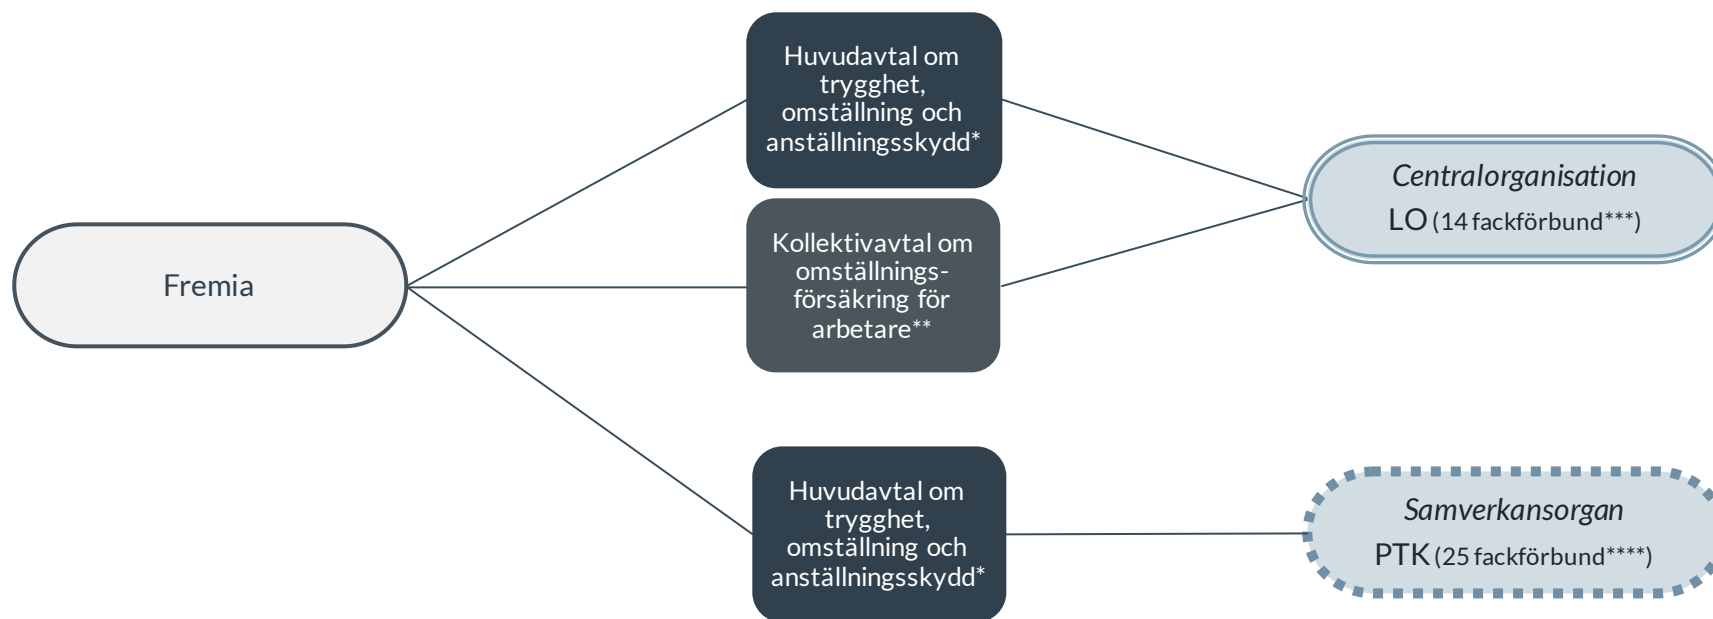 Huvudavtal om
trygghet,
omställning och
anställningsskydd*
Centralorganisation
LO (14 fackförbund***)
Kollektivavtal om
omställnings-
försäkring för
arbetare**
Fremia
Huvudavtal om
trygghet,
omställning och
anställningsskydd*
Samverkansorgan
PTK (25 fackförbund****)